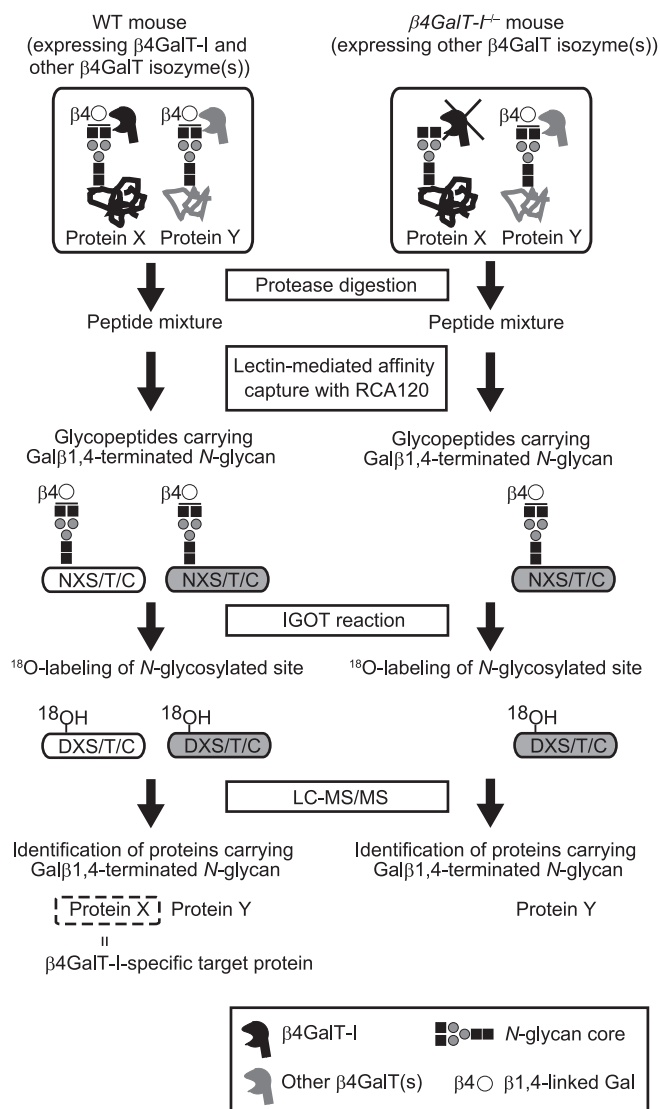 WT mouse
(expressing β4GalT-I and
other β4GalT isozyme(s))
β4GalT-I-/- mouse
(expressing other β4GalT isozyme(s))
β4
β4
Protein X
Protein Y
β4
Protein X
Protein Y
Protease digestion
Peptide mixture
Peptide mixture
Lectin-mediated affinity
capture with RCA120
Glycopeptides carrying
Galβ1,4-terminated N-glycan
Glycopeptides carrying
Galβ1,4-terminated N-glycan
β4
β4
β4
NXS/T/C
NXS/T/C
NXS/T/C
IGOT reaction
18O-labeling of N-glycosylated site
18O-labeling of N-glycosylated site
18OH
18OH
18OH
DXS/T/C
DXS/T/C
DXS/T/C
LC-MS/MS
Identification of proteins carrying
Galβ1,4-terminated N-glycan
Identification of proteins carrying
Galβ1,4-terminated N-glycan
Protein X
Protein Y
Protein Y
=
β4GalT-I-specific target protein
β4GalT-I
N-glycan core
Other β4GalT(s)
β4
β1,4-linked Gal